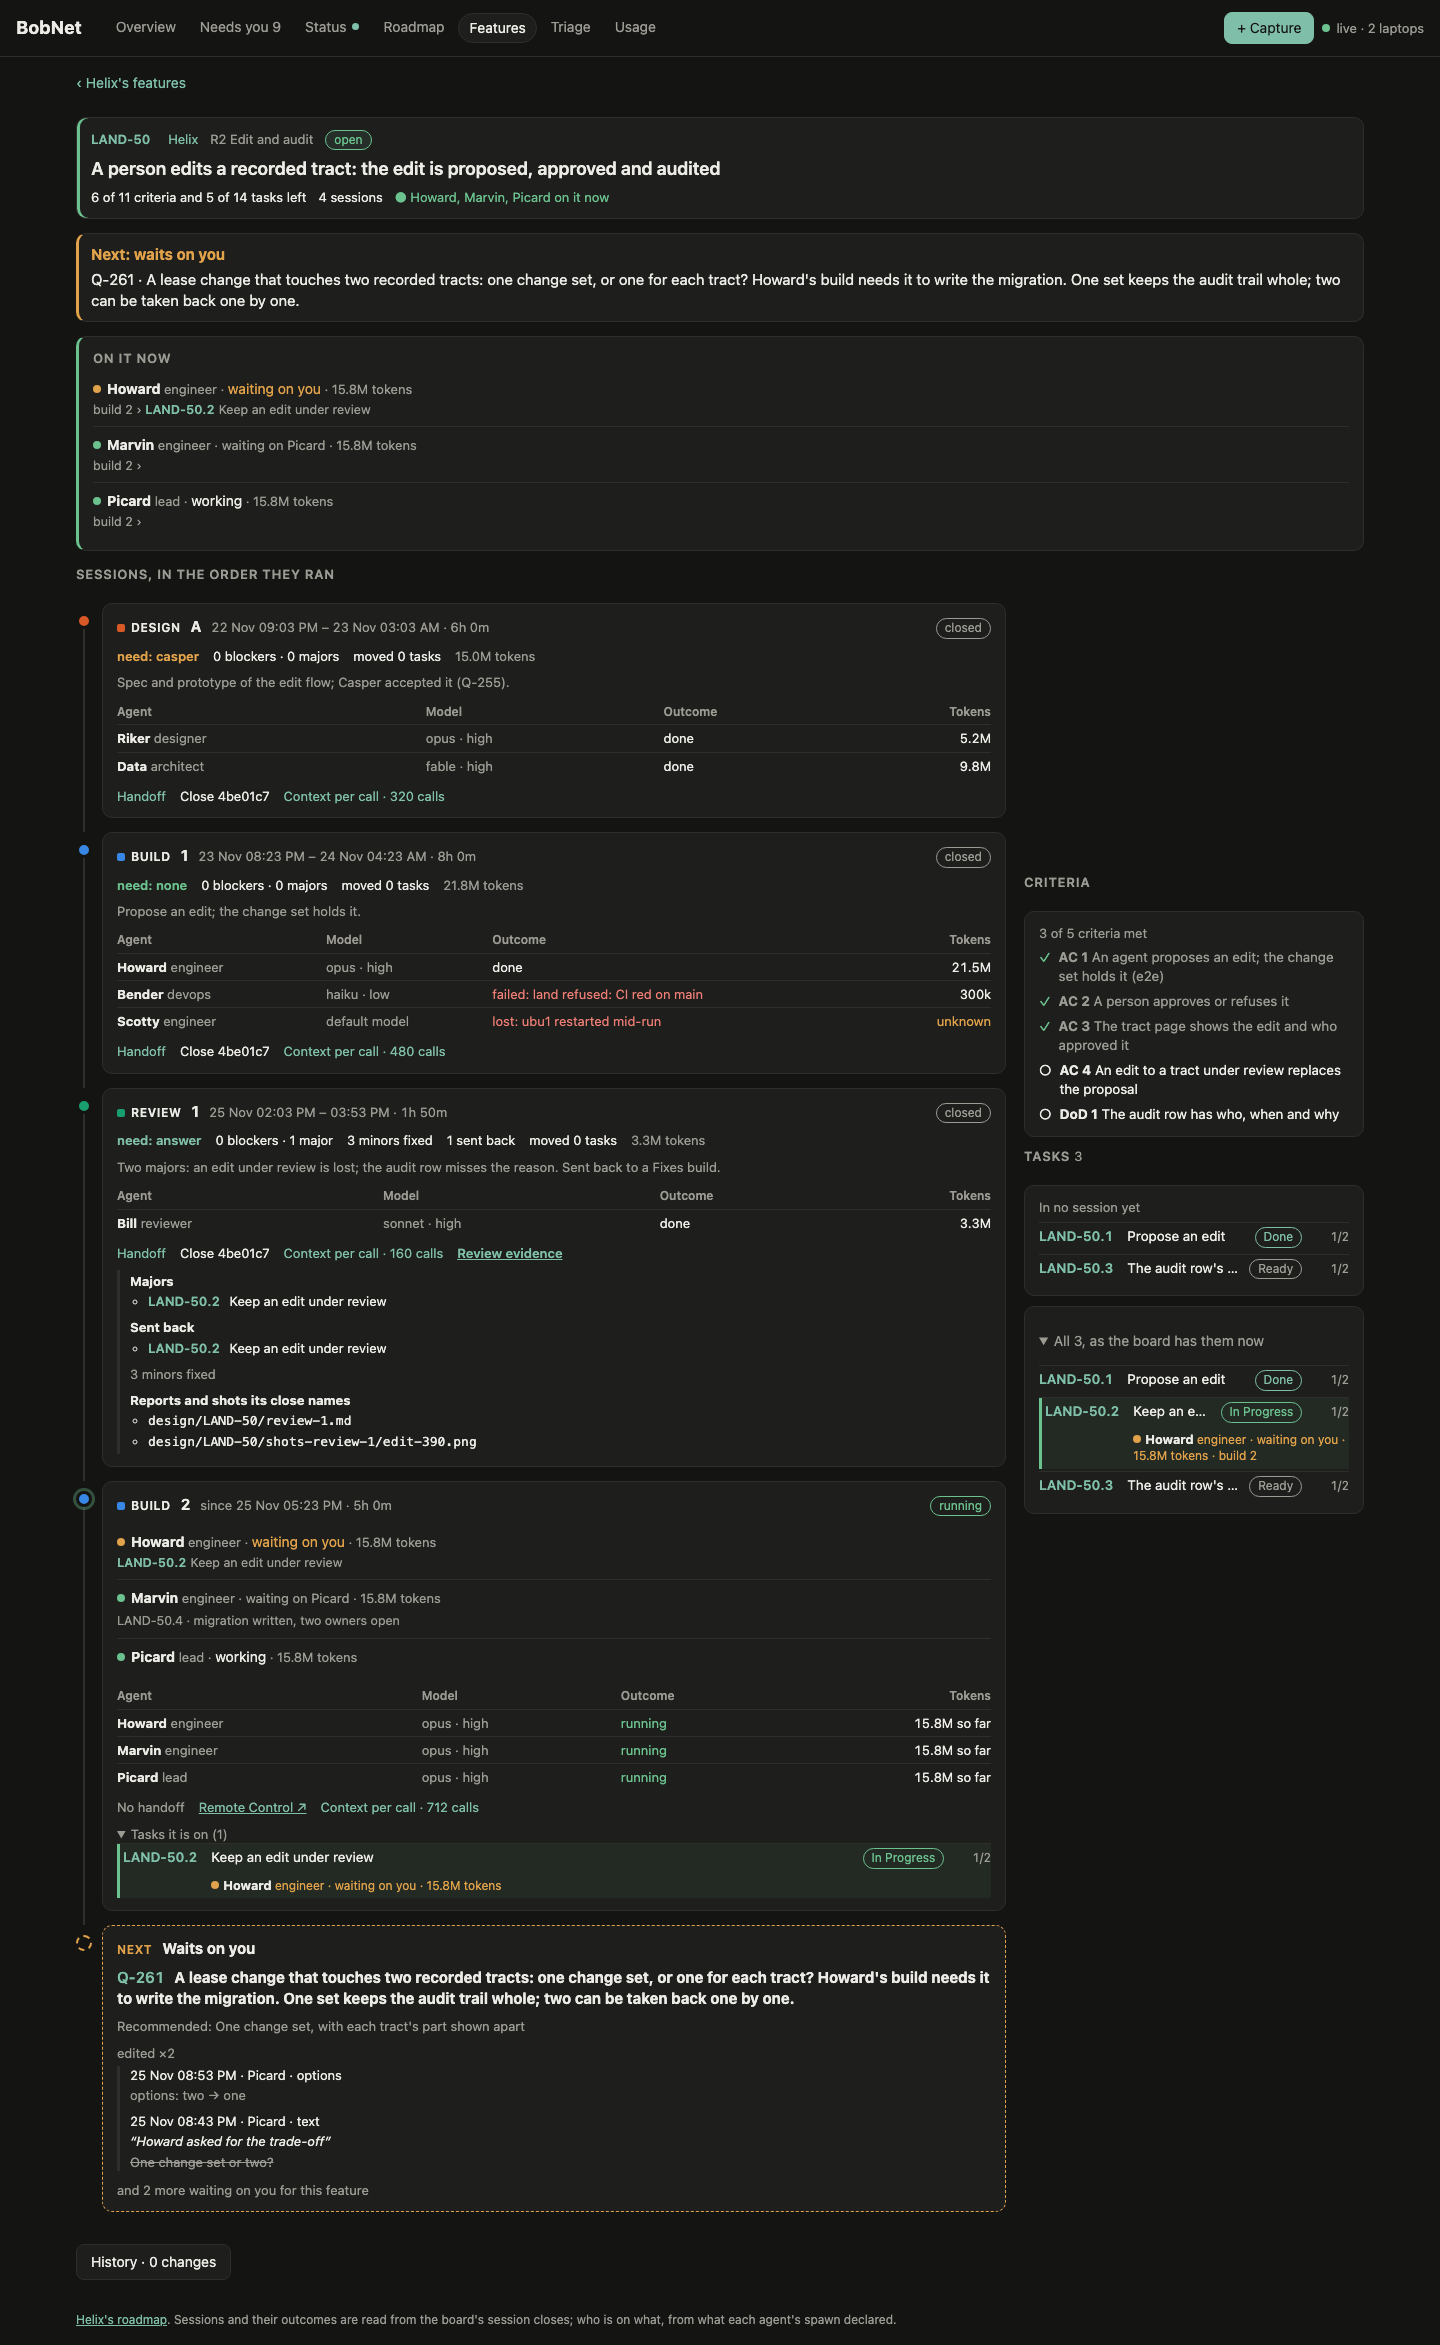 BobNet
Overview
Needs you 9
Status
Roadmap
Features
Triage
Usage
+ Capture
live · 2 laptops
‹ Helix's features
LAND-50 Helix R2 Edit and audit open
A person edits a recorded tract: the edit is proposed, approved and audited
6 of 11 criteria and 5 of 14 tasks left 4 sessions Howard, Marvin, Picard on it now
Next: waits on you
Q-261 · A lease change that touches two recorded tracts: one change set, or one for each tract? Howard's build needs it to write the migration. One set keeps the audit trail whole; two
can be taken back one by one.
ON IT NOW
Howard engineer · waiting on you · 15.8M tokens
build 2 › LAND-50.2 Keep an edit under review
Marvin engineer · waiting on Picard · 15.8M tokens
build 2 ›
Picard lead · working · 15.8M tokens
build 2 ›
SESSIONS, IN THE ORDER THEY RAN
DESIGN A 22 Nov 09:03 PM – 23 Nov 03:03 AM · 6h 0m closed
need: casper 0 blockers · 0 majors moved 0 tasks 15.0M tokens
Spec and prototype of the edit flow; Casper accepted it (Q-255).
Agent Model Outcome Tokens
Riker designer opus · high done 5.2M
Data architect fable · high done 9.8M
Handoff Close 4be01c7 Context per call · 320 calls
BUILD 1 23 Nov 08:23 PM – 24 Nov 04:23 AM · 8h 0m closed
need: none 0 blockers · 0 majors moved 0 tasks 21.8M tokens
Propose an edit; the change set holds it.
Agent Model Outcome Tokens
Howard engineer opus · high done 21.5M
Bender devops haiku · low failed: land refused: CI red on main 300k
Scotty engineer default model lost: ubu1 restarted mid-run unknown
Handoff Close 4be01c7 Context per call · 480 calls
REVIEW 1 25 Nov 02:03 PM – 03:53 PM · 1h 50m closed
need: answer 0 blockers · 1 major 3 minors fixed 1 sent back moved 0 tasks 3.3M tokens
Two majors: an edit under review is lost; the audit row misses the reason. Sent back to a Fixes build.
Agent Model Outcome Tokens
Bill reviewer sonnet · high done 3.3M
Handoff Close 4be01c7 Context per call · 160 calls Review evidence
Majors
LAND-50.2 Keep an edit under review
Sent back
LAND-50.2 Keep an edit under review
3 minors fixed
Reports and shots its close names
design/LAND-50/review-1.md
design/LAND-50/shots-review-1/edit-390.png
BUILD 2 since 25 Nov 05:23 PM · 5h 0m running
Howard engineer · waiting on you · 15.8M tokens
LAND-50.2 Keep an edit under review
Marvin engineer · waiting on Picard · 15.8M tokens
LAND-50.4 · migration written, two owners open
Picard lead · working · 15.8M tokens
Agent Model Outcome Tokens
Howard engineer opus · high running 15.8M so far
Marvin engineer opus · high running 15.8M so far
Picard lead opus · high running 15.8M so far
No handoff Remote Control ↗ Context per call · 712 calls
▼ Tasks it is on (1)
LAND-50.2 Keep an edit under review In Progress 1/2
Howard engineer · waiting on you · 15.8M tokens
NEXT Waits on you
Q-261 A lease change that touches two recorded tracts: one change set, or one for each tract? Howard's build needs it
to write the migration. One set keeps the audit trail whole; two can be taken back one by one.
Recommended: One change set, with each tract's part shown apart
edited ×2
25 Nov 08:53 PM · Picard · options
options: two → one
25 Nov 08:43 PM · Picard · text
“Howard asked for the trade-off”
One change set or two?
and 2 more waiting on you for this feature
CRITERIA
3 of 5 criteria met
✓ AC 1 An agent proposes an edit; the change
set holds it (e2e)
✓ AC 2 A person approves or refuses it
✓ AC 3 The tract page shows the edit and who
approved it
AC 4 An edit to a tract under review replaces
the proposal
DoD 1 The audit row has who, when and why
TASKS 3
In no session yet
LAND-50.1 Propose an edit Done 1/2
LAND-50.3 The audit row's ... Ready 1/2
▼ All 3, as the board has them now
LAND-50.1 Propose an edit Done 1/2
LAND-50.2 Keep an e... In Progress 1/2
Howard engineer · waiting on you ·
15.8M tokens · build 2
LAND-50.3 The audit row's ... Ready 1/2
History · 0 changes
Helix's roadmap. Sessions and their outcomes are read from the board's session closes; who is on what, from what each agent's spawn declared.